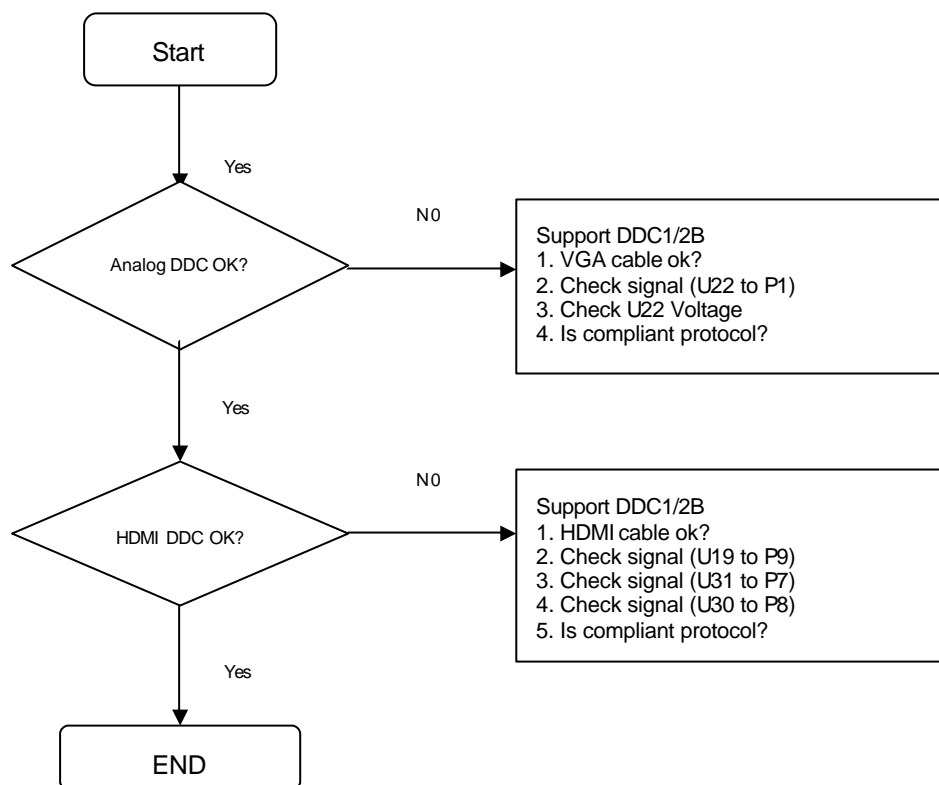 Start
Yes
Analog DDC OK?
N0
Support DDC1/2B
1. VGA cable ok?
2. Check signal (U22 to P1)
3. Check U22 Voltage
4. Is compliant protocol?
Yes
HDMI DDC OK?
N0
Support DDC1/2B
1. HDMI cable ok?
2. Check signal (U19 to P9)
3. Check signal (U31 to P7)
4. Check signal (U30 to P8)
5. Is compliant protocol?
Yes
END